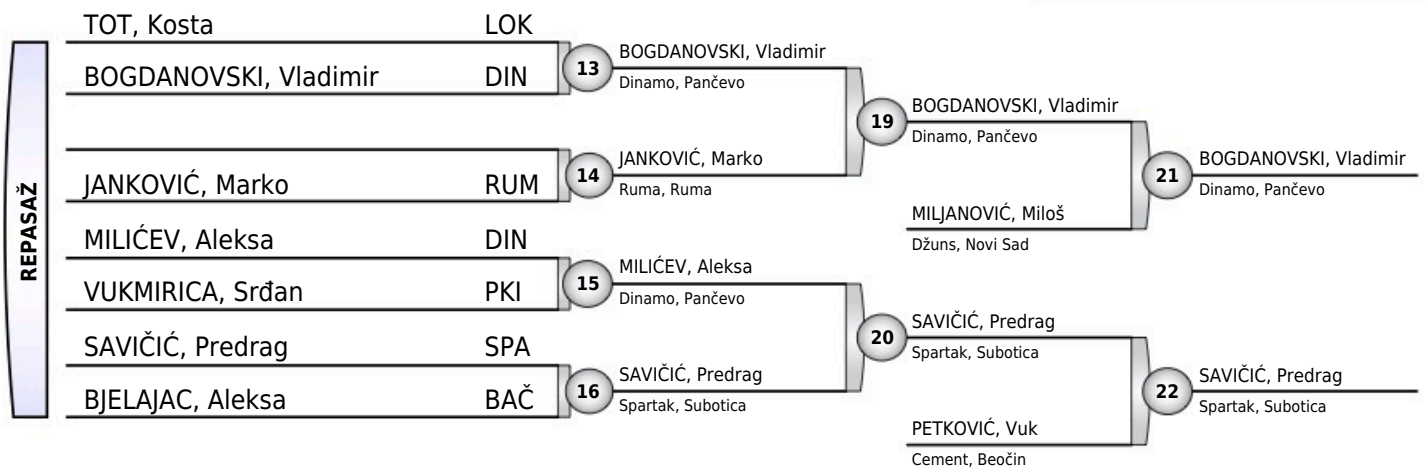 REPASAŽ
TOT, Kosta LOK
BOGDANOVSKI, Vladimir DIN
JANKOVIĆ, Marko RUM
MILIĆEV, Aleksa DIN
VUKMIRICA, Srđan PKI
SAVIČIĆ, Predrag SPA
BJELAJAC, Aleksa BAČ
13
BOGDANOVSKI, Vladimir
Dinamo, Pančevo
14
JANKOVIĆ, Marko
Ruma, Ruma
15
MILIĆEV, Aleksa
Dinamo, Pančevo
16
SAVIČIĆ, Predrag
Spartak, Subotica
19
BOGDANOVSKI, Vladimir
Dinamo, Pančevo
MILJANOVIĆ, Miloš
Džuns, Novi Sad
20
SAVIČIĆ, Predrag
Spartak, Subotica
PETKOVIĆ, Vuk
Cement, Beočin
21
BOGDANOVSKI, Vladimir
Dinamo, Pančevo
22
SAVIČIĆ, Predrag
Spartak, Subotica